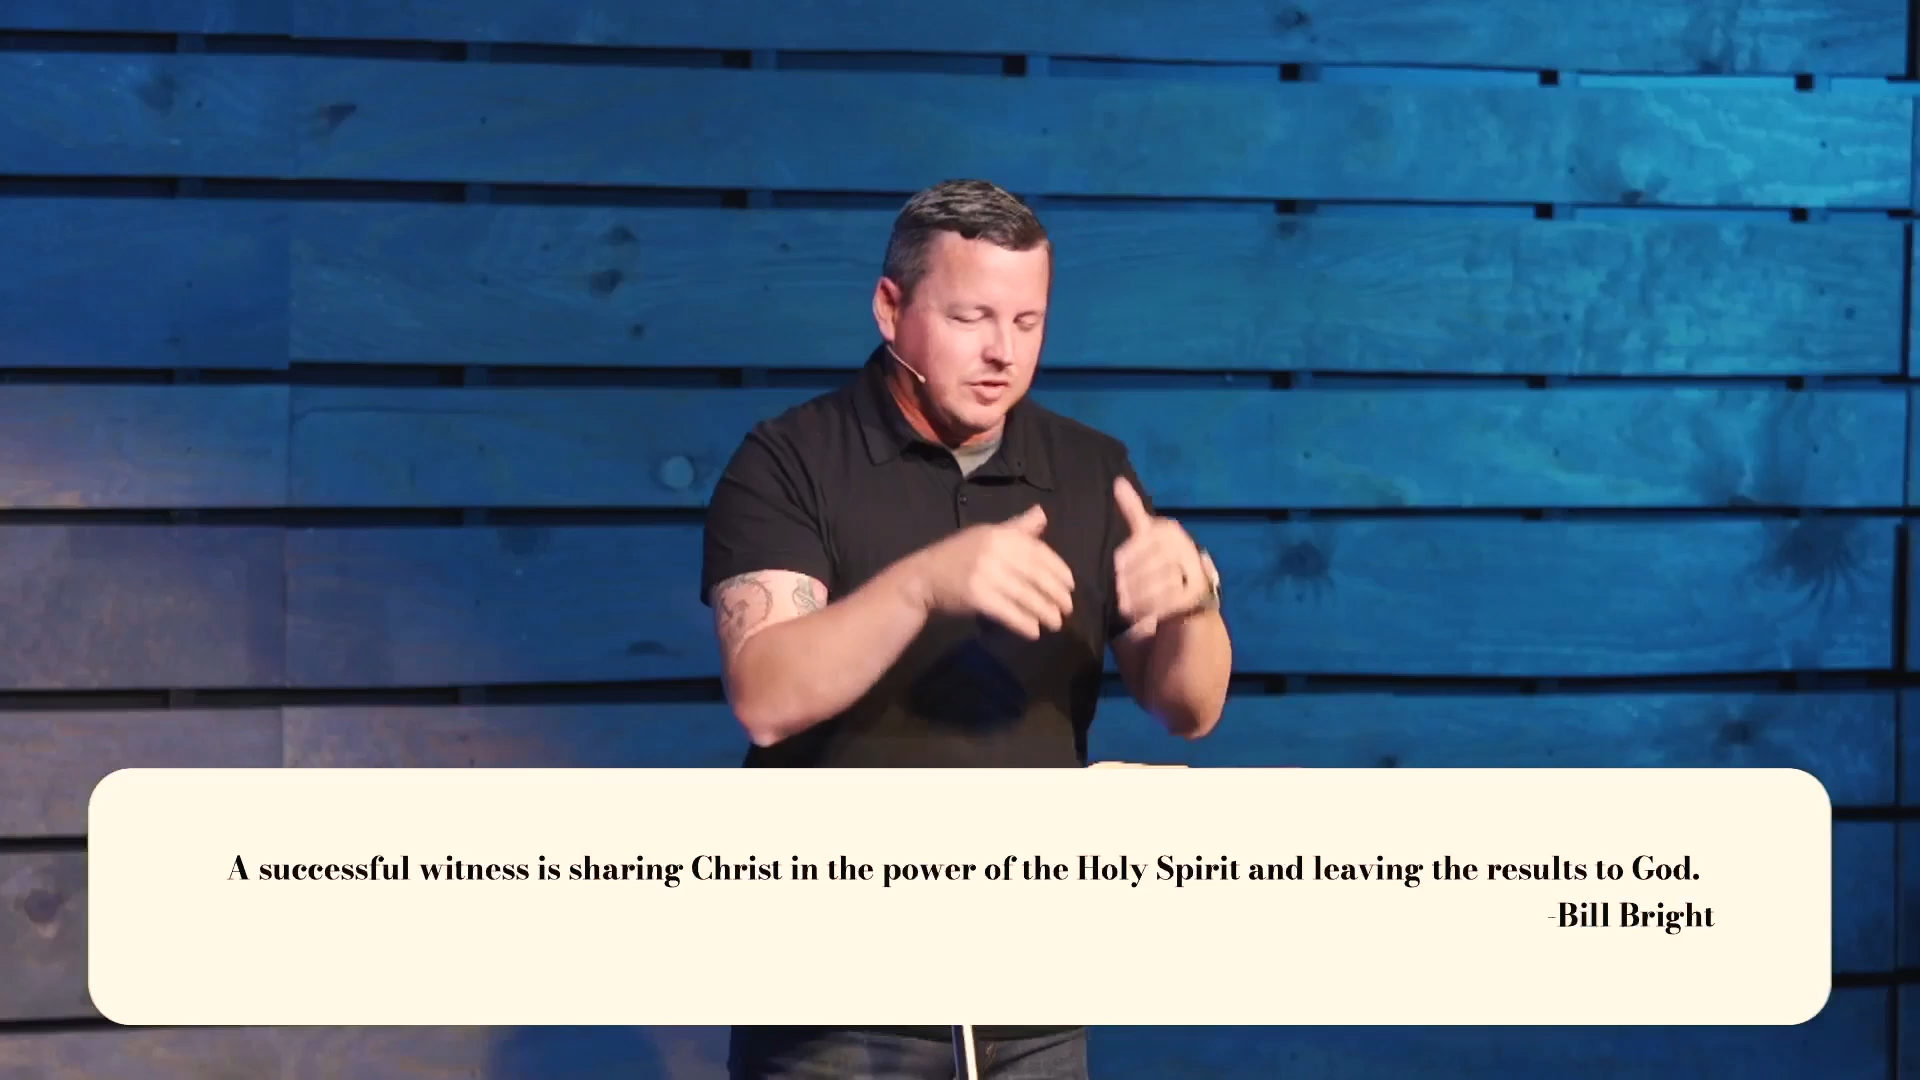 A successful witness is sharing Christ in the power of the Holy Spirit and leaving the results to God.
-Bill Bright